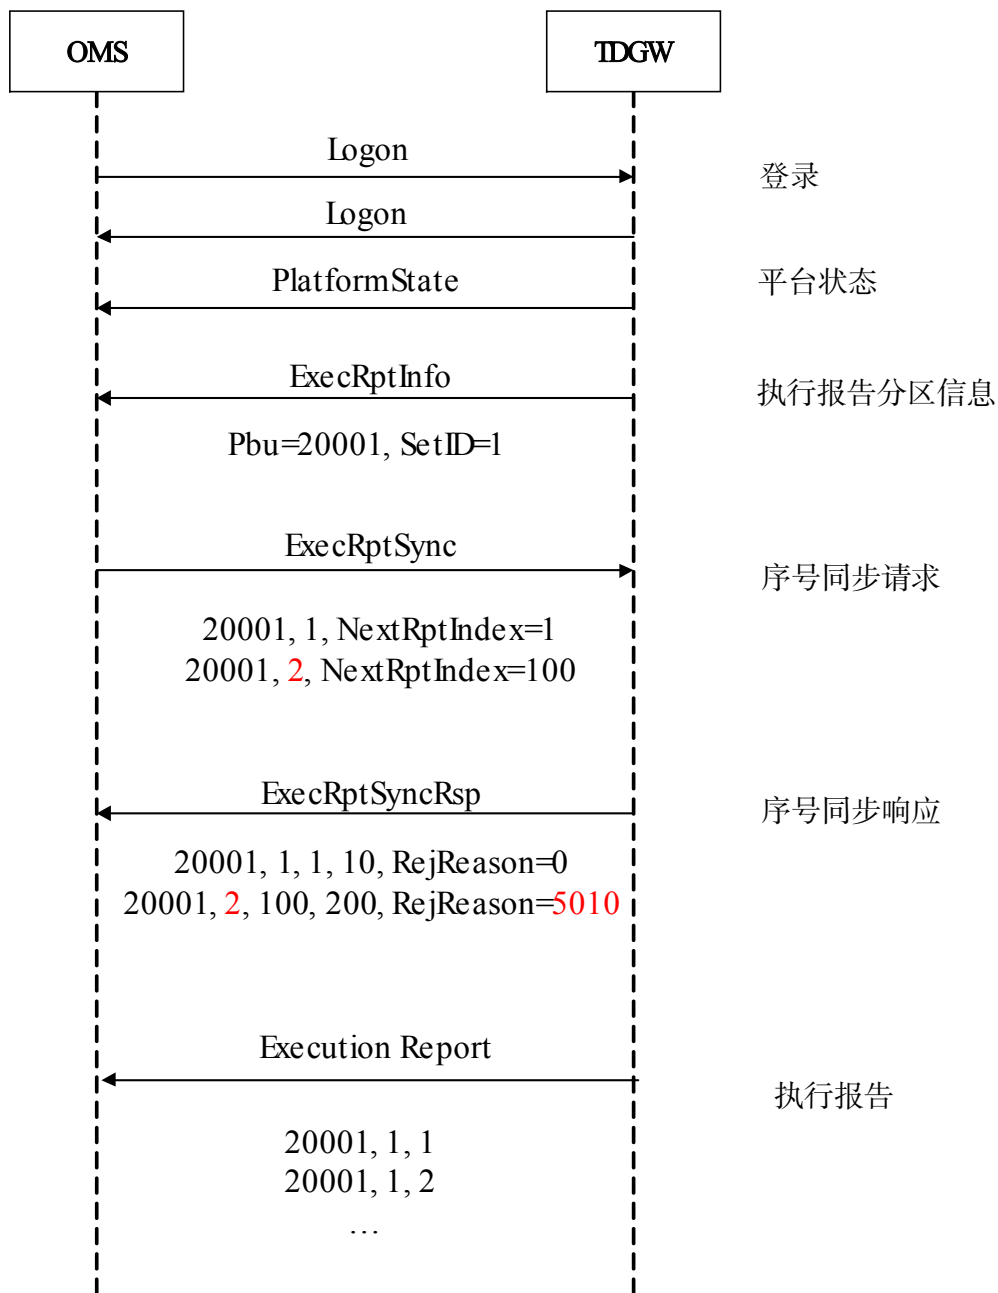 OMS
TDGW
Logon
登录
Logon
PlatformState
平台状态
ExecRptInfo
执行报告分区信息
Pbu=20001, SetID=1
ExecRptSync
序号同步请求
20001, 1, NextRptIndex=1
20001, 2, NextRptIndex=100
ExecRptSyncRsp
序号同步响应
20001, 1, 1, 10, RejReason=0
20001, 2, 100, 200, RejReason=5010
Execution Report
执行报告
20001, 1, 1
20001, 1, 2
…